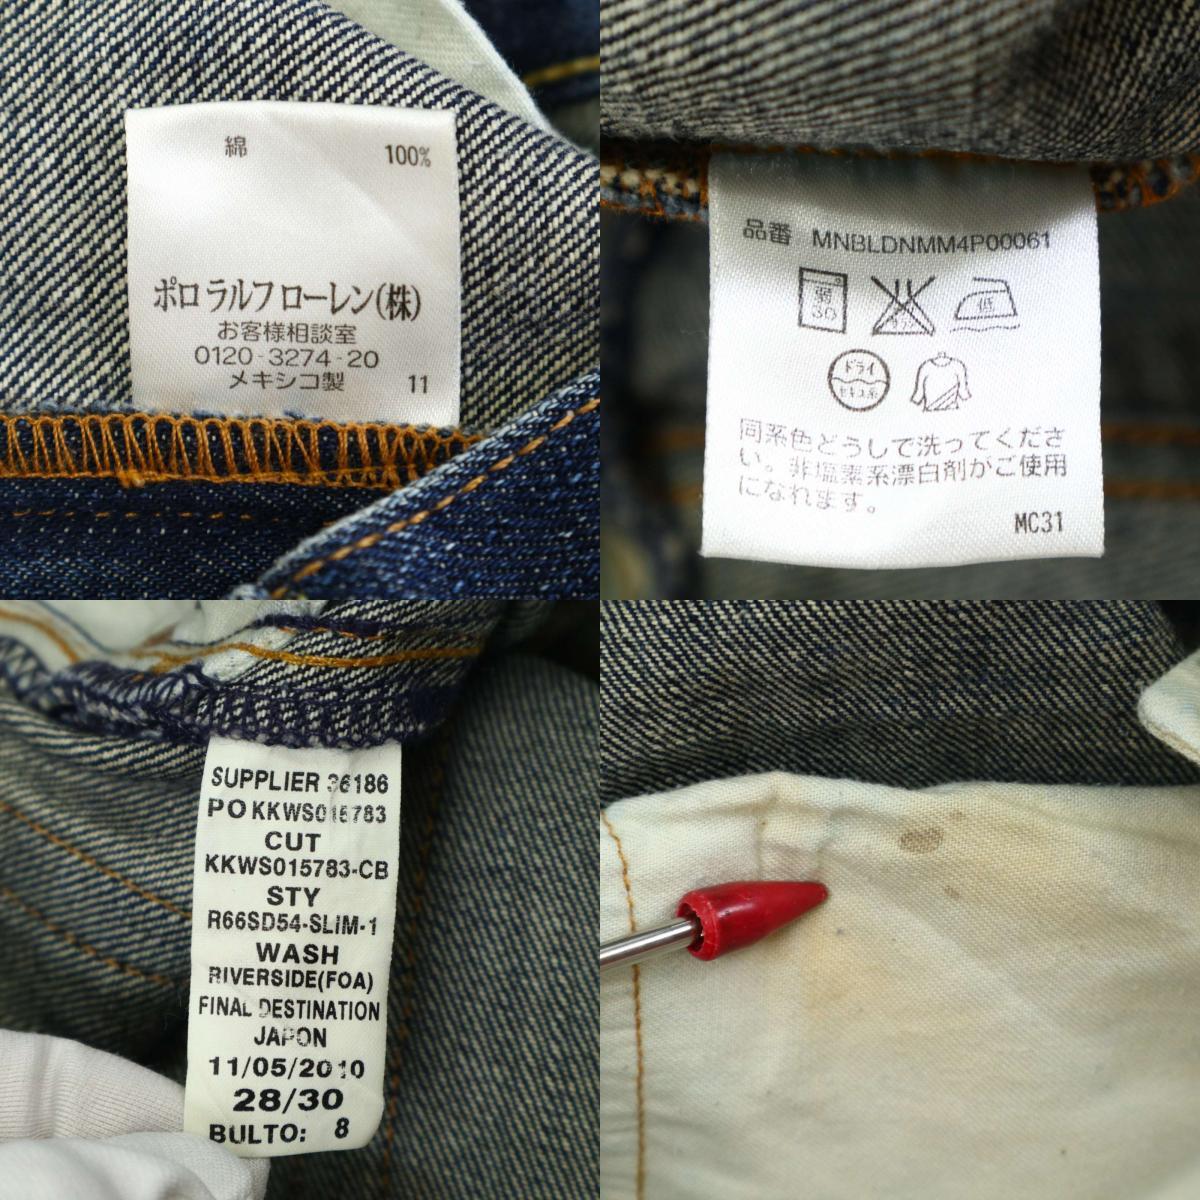 綿 100%
ポロ ラルフ ローレン(株)
お客様相談室
0120-3274-20
メキシコ製 11
品番 MNBLDNMM4P00061
弱
30
低
ドライ
セキユ系
同系色どうしで洗ってくださ
い。非塩素系漂白剤がご使用
になれます。
MC31
SUPPLIER 36186
PO KKWS015783
CUT
KKWS015783-CB
STY
R66SD54-SLIM-1
WASH
RIVERSIDE(FOA)
FINAL DESTINATION
JAPON
11/05/2010
28/30
BULTO: 8